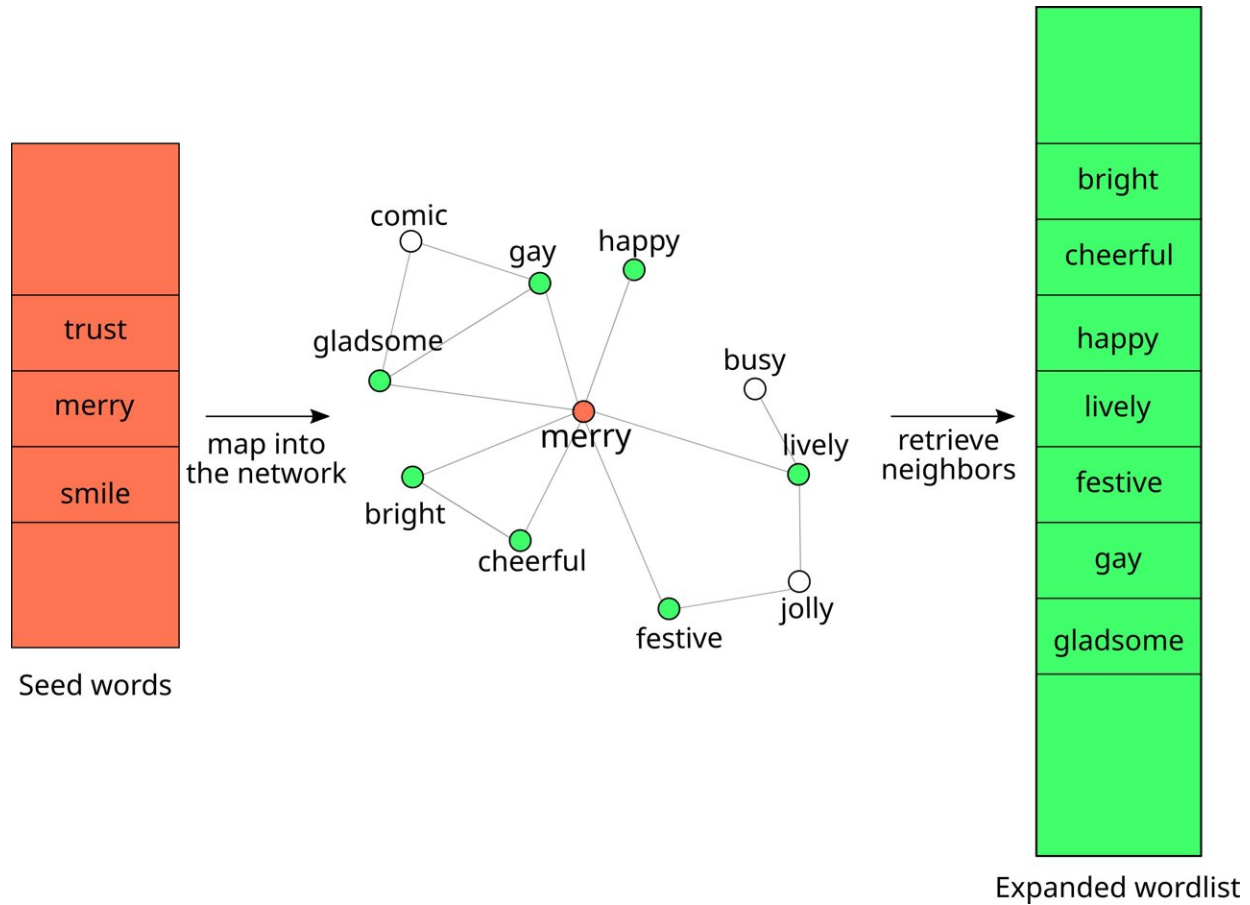 trust
merry
smile
Seed words
map into
the network
comic
gay
happy
gladsome
busy
merry
lively
bright
cheerful
jolly
festive
retrieve
neighbors
bright
cheerful
happy
lively
festive
gay
gladsome
Expanded wordlist